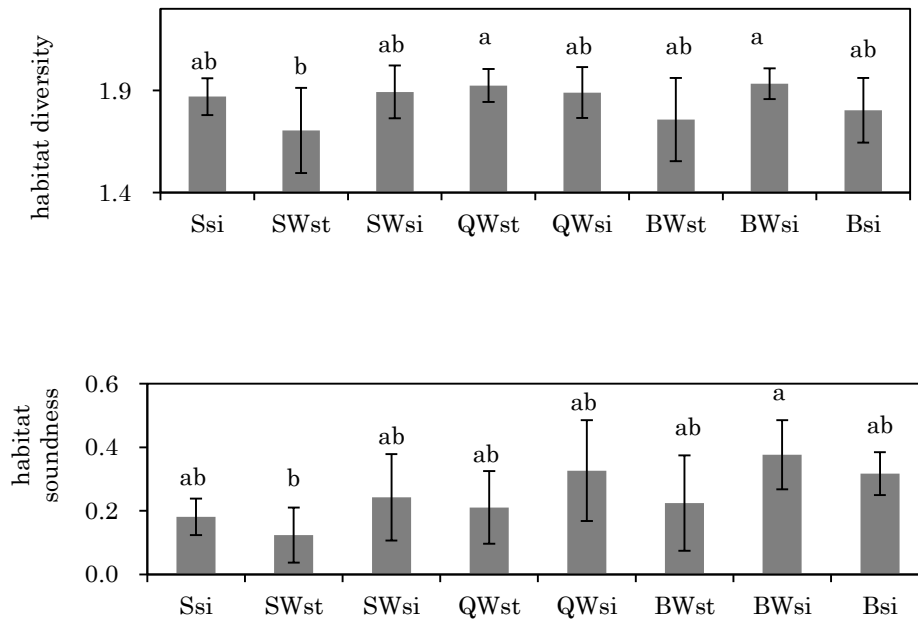 habitat diversity
1.9
1.4
ab
b
ab
a
ab
ab
a
ab
Ssi SWst SWsi QWst QWsi BWst BWsi Bsi
habitat
soundness
0.6
0.4
0.2
0.0
ab
b
ab
ab
ab
ab
a
ab
Ssi SWst SWsi QWst QWsi BWst BWsi Bsi